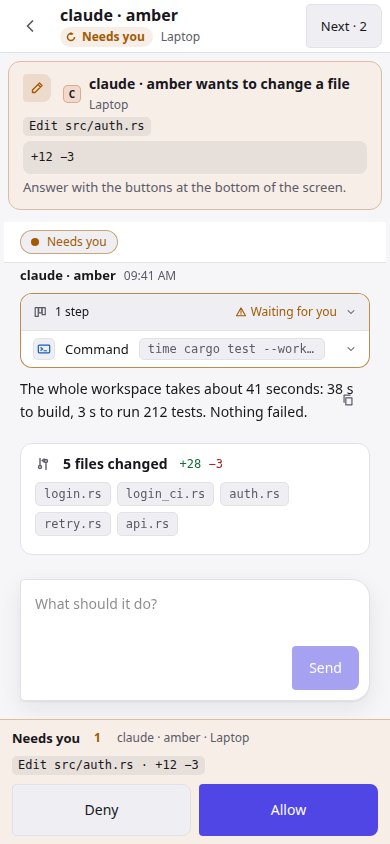 claude · amber
Needs you Laptop
Next · 2
C claude · amber wants to change a file
Laptop
Edit src/auth.rs
+12 −3
Answer with the buttons at the bottom of the screen.
Needs you
claude · amber 09:41 AM
1 step Waiting for you
Command time cargo test --work…
The whole workspace takes about 41 seconds: 38 s
to build, 3 s to run 212 tests. Nothing failed.
5 files changed +28 −3
login.rs login_ci.rs auth.rs
retry.rs api.rs
What should it do?
Send
Needs you 1 claude · amber · Laptop
Edit src/auth.rs · +12 −3
Deny Allow